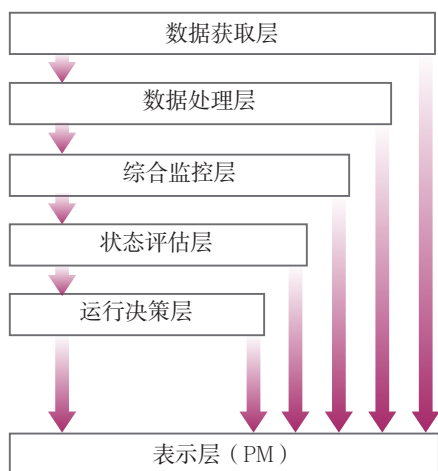 数据获取层
数据处理层
综合监控层
状态评估层
运行决策层
表示层（PM）